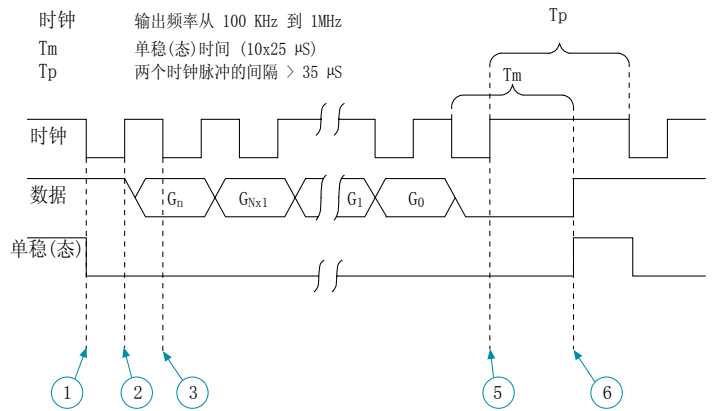 时钟 输出频率从 100 KHz 到 1MHz
Tm 单稳(态)时间 (10x25 μS)
Tp 两个时钟脉冲的间隔 > 35 μS
Tp
Tm
时钟
数据 Gn GNx1 G1 G0
单稳(态)
1 2 3 5 6